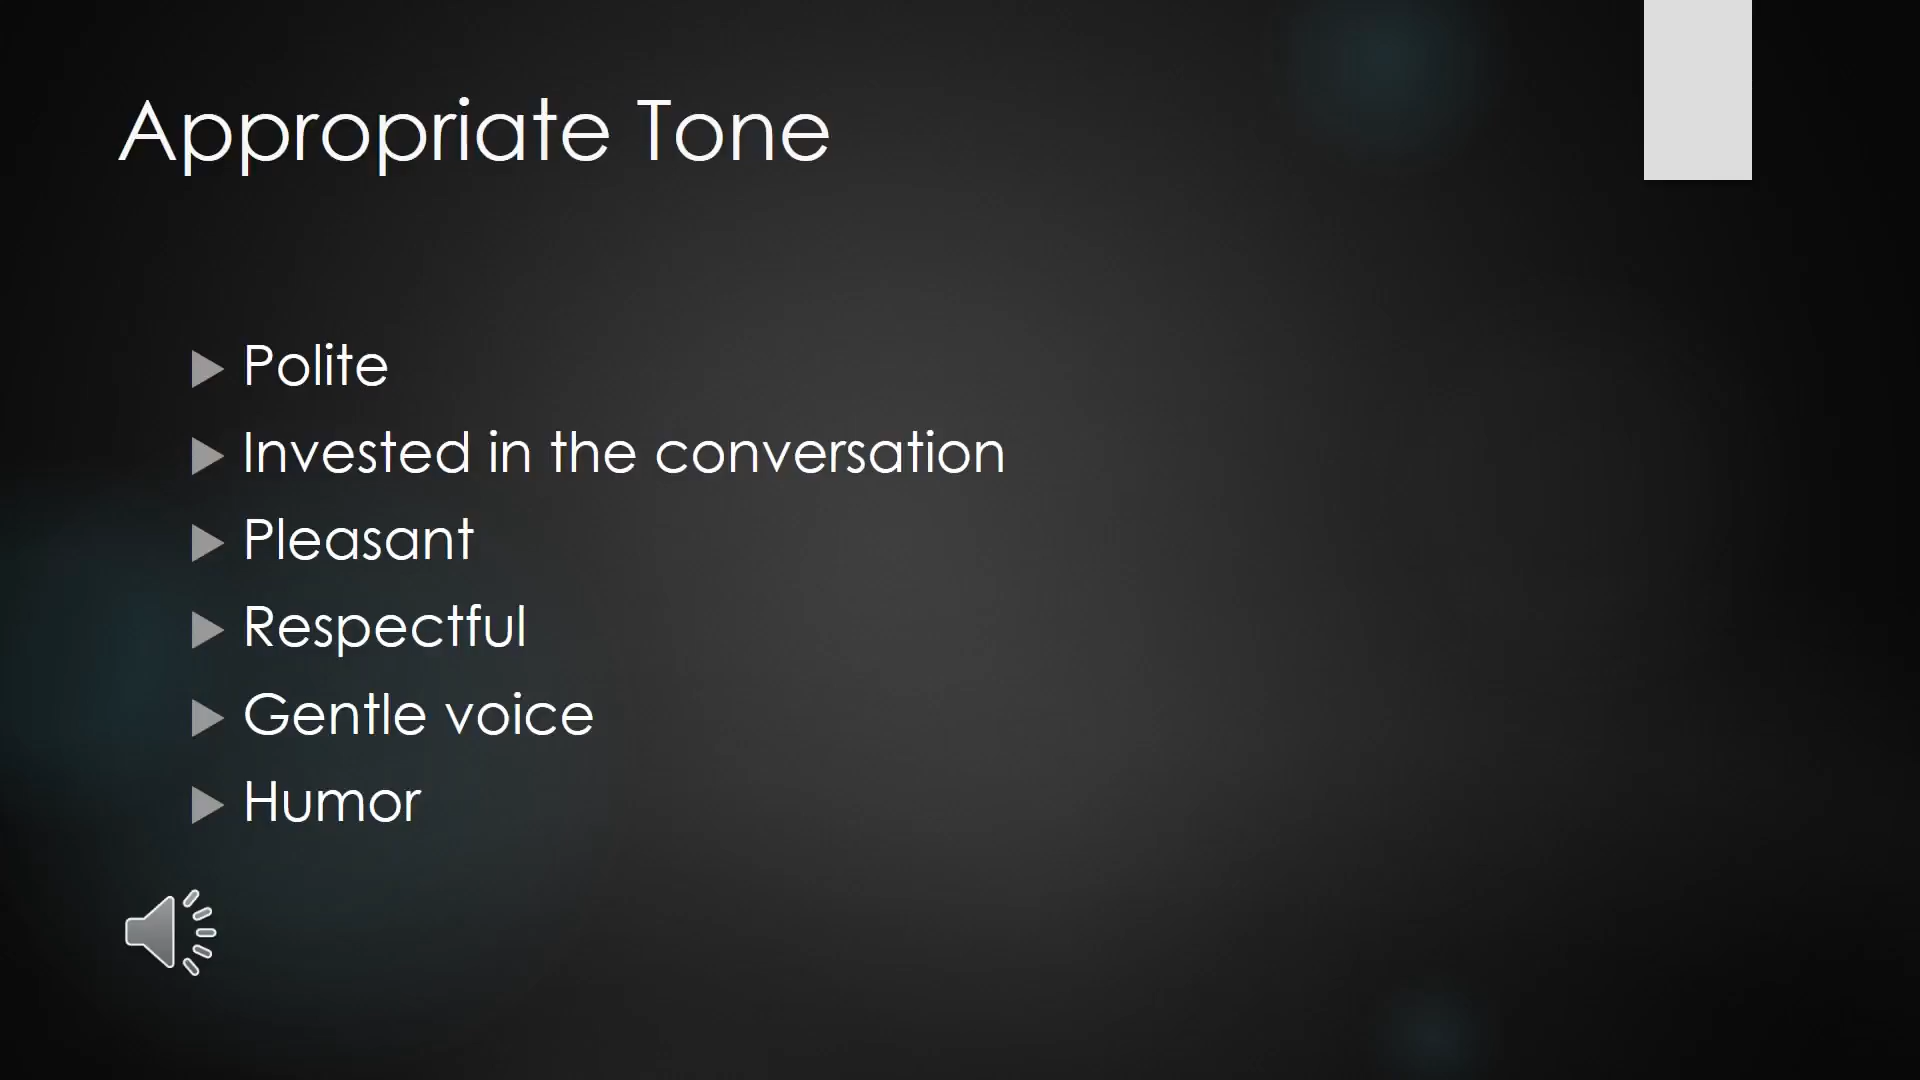 Appropriate Tone
Polite
Invested in the conversation
Pleasant
Respectful
Gentle voice
Humor